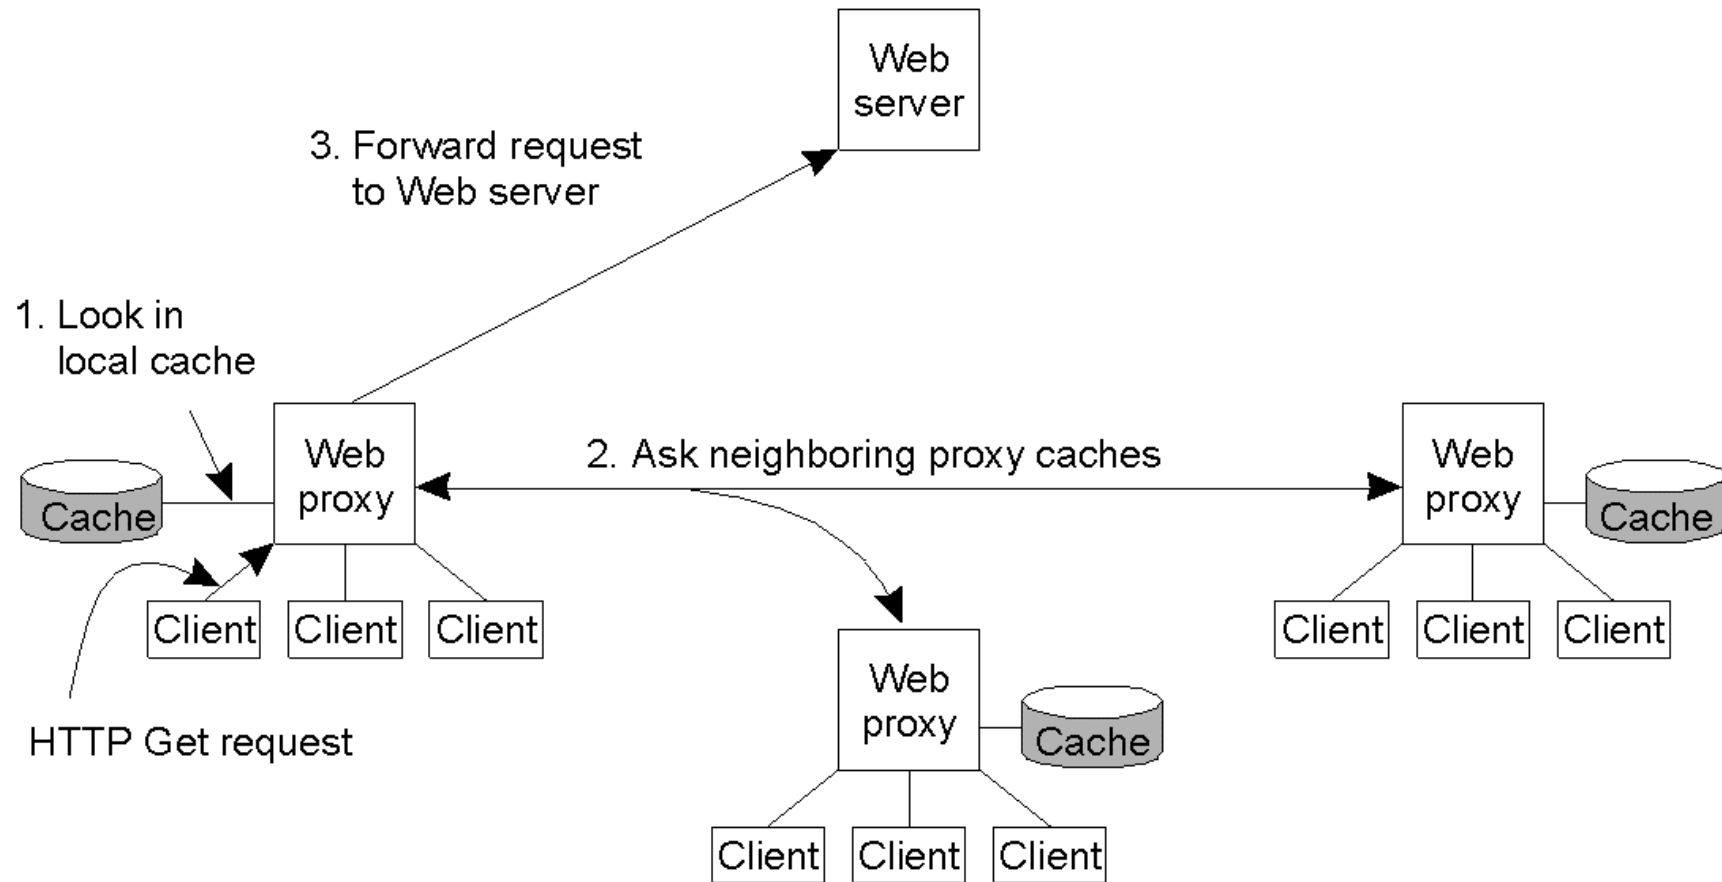 Web
server
3. Forward request
to Web server
1. Look in
local cache
Web
proxy
2. Ask neighboring proxy caches
Web
proxy
Cache
Cache
Client
Client
Client
Client
Client
Client
HTTP Get request
Web
proxy
Cache
Client
Client
Client